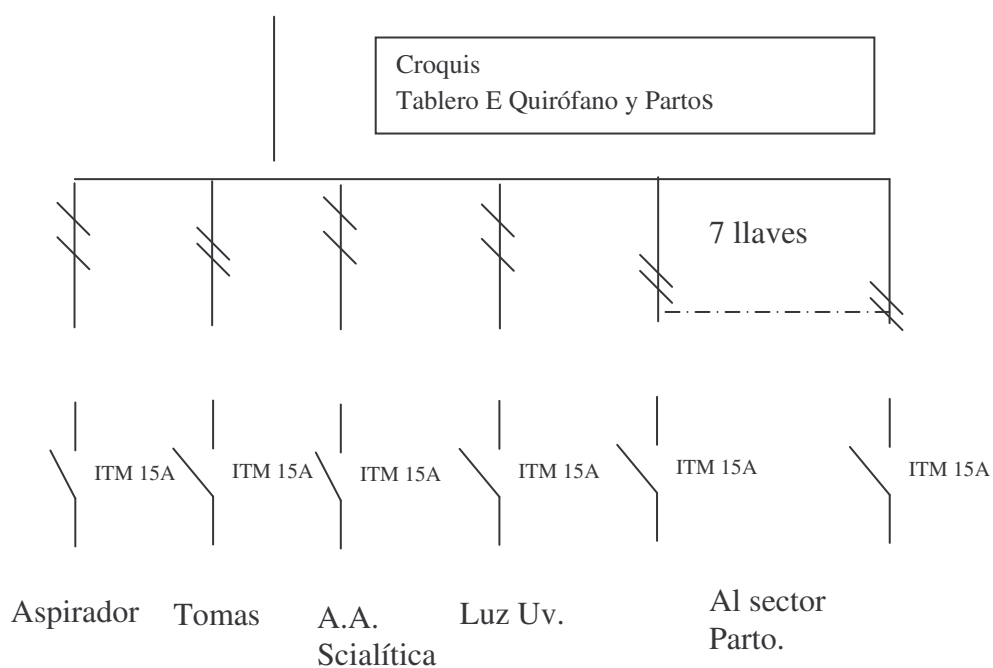 Croquis
Tablero E Quirófano y Partos
7 llaves
ITM 15A
ITM 15A
ITM 15A
ITM 15A
ITM 15A
ITM 15A
Aspirador
Tomas
A.A.
Scialítica
Luz Uv.
Al sector
Parto.